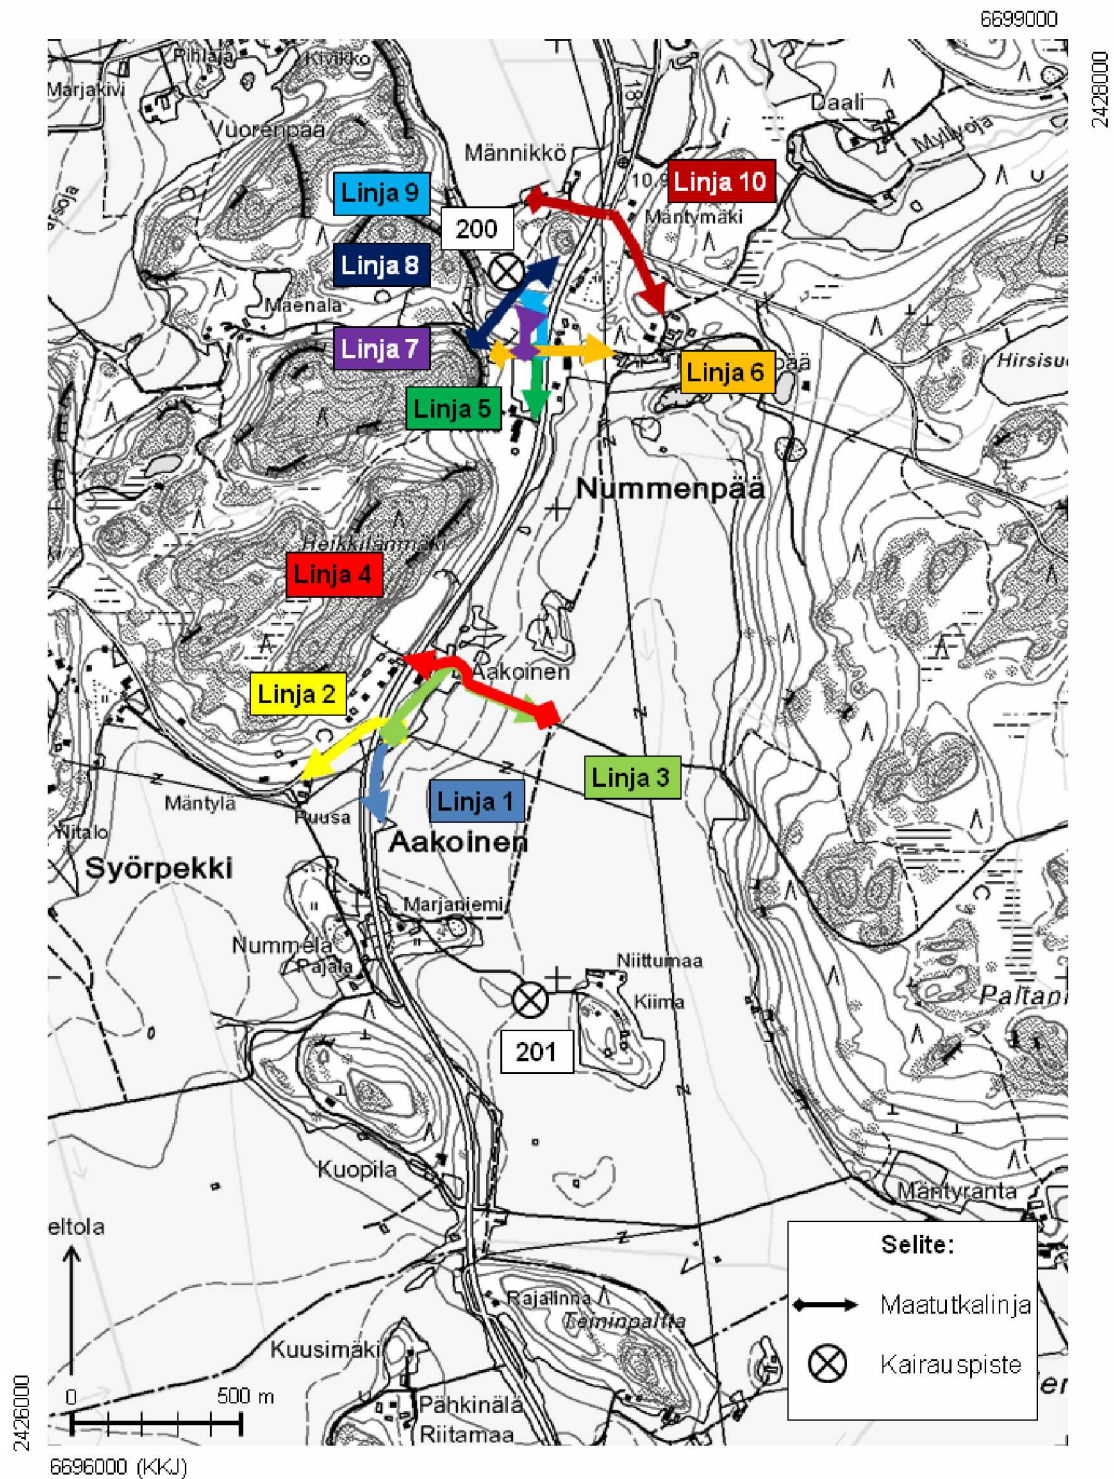 6699000
2428000
Pihlaja
Kivikko
Marjakivi
Daali
Myllyoja
Vuorenpää
Männikkö
Linja 9
Linja 10
Mäntymäki
200
Linja 8
Maenala
Linja 7
Hirsisuo
Linja 6
Linja 5
Nummenpää
Heikkilänmäki
Linja 4
Aakoinen
Linja 2
Linja 3
Linja 1
Mäntylä
Puusa
Aakoinen
Syörpekki
Marjaniemi
Nummela
Pajala
Niittumaa
Kiima
201
Kuopila
Mäntyranta
eltola
Selite:
Rajalinna
Maatutkalinja
Kuusimäki
Kairauspiste
0
500 m
Pähkinälä
Riitamaa
2426000
6696000 (KKJ)